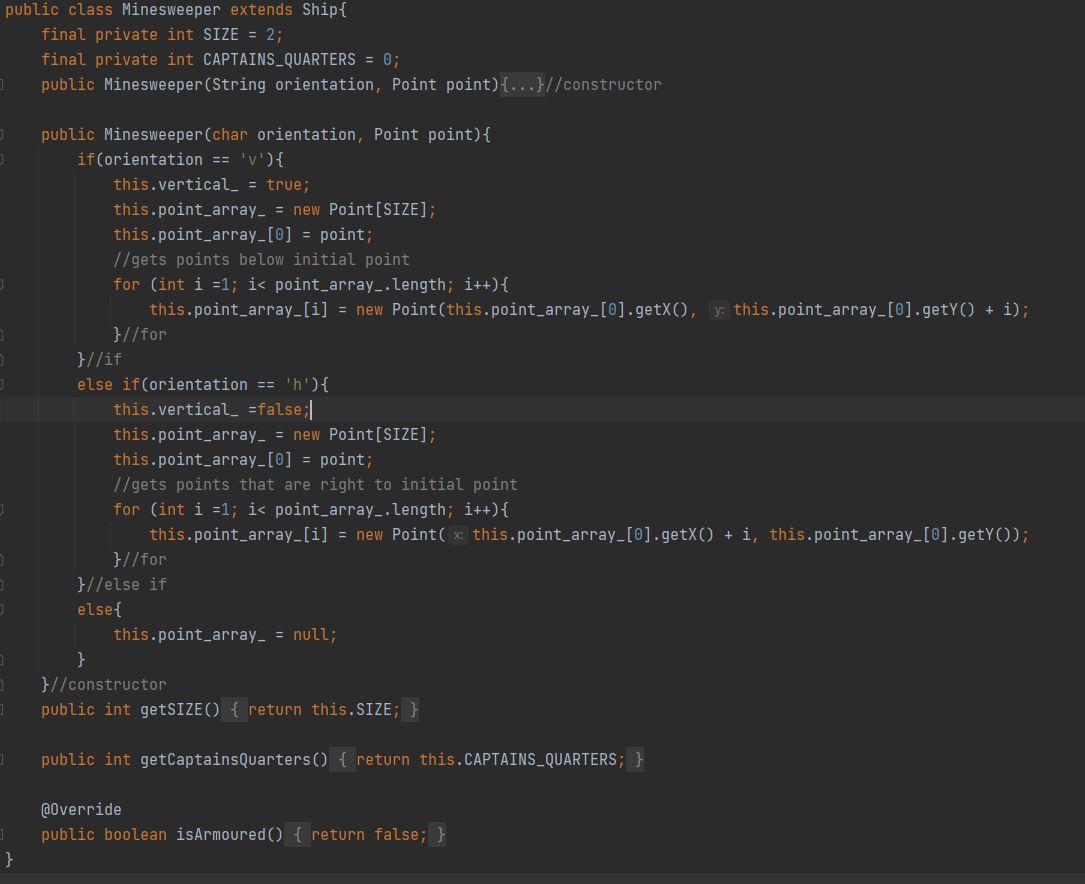 public class Minesweeper extends Ship{
    final private int SIZE = 2;
    final private int CAPTAINS_QUARTERS = 0;
    public Minesweeper(String orientation, Point point){...}//constructor
    public Minesweeper(char orientation, Point point){
        if(orientation == 'v'){
            this.vertical_ = true;
            this.point_array_ = new Point[SIZE];
            this.point_array_[0] = point;
            //gets points below initial point
            for (int i =1; i< point_array_.length; i++){
                this.point_array_[i] = new Point(this.point_array_[0].getX(), y: this.point_array_[0].getY() + i);
            }//for
        }//if
        else if(orientation == 'h'){
            this.vertical_ =false;
            this.point_array_ = new Point[SIZE];
            this.point_array_[0] = point;
            //gets points that are right to initial point
            for (int i =1; i< point_array_.length; i++){
                this.point_array_[i] = new Point( x: this.point_array_[0].getX() + i, this.point_array_[0].getY());
            }//for
        }//else if
        else{
            this.point_array_ = null;
        }
    }//constructor
    public int getSIZE() { return this.SIZE; }
    public int getCaptainsQuarters() { return this.CAPTAINS_QUARTERS; }
    @Override
    public boolean isArmoured() { return false; }
}